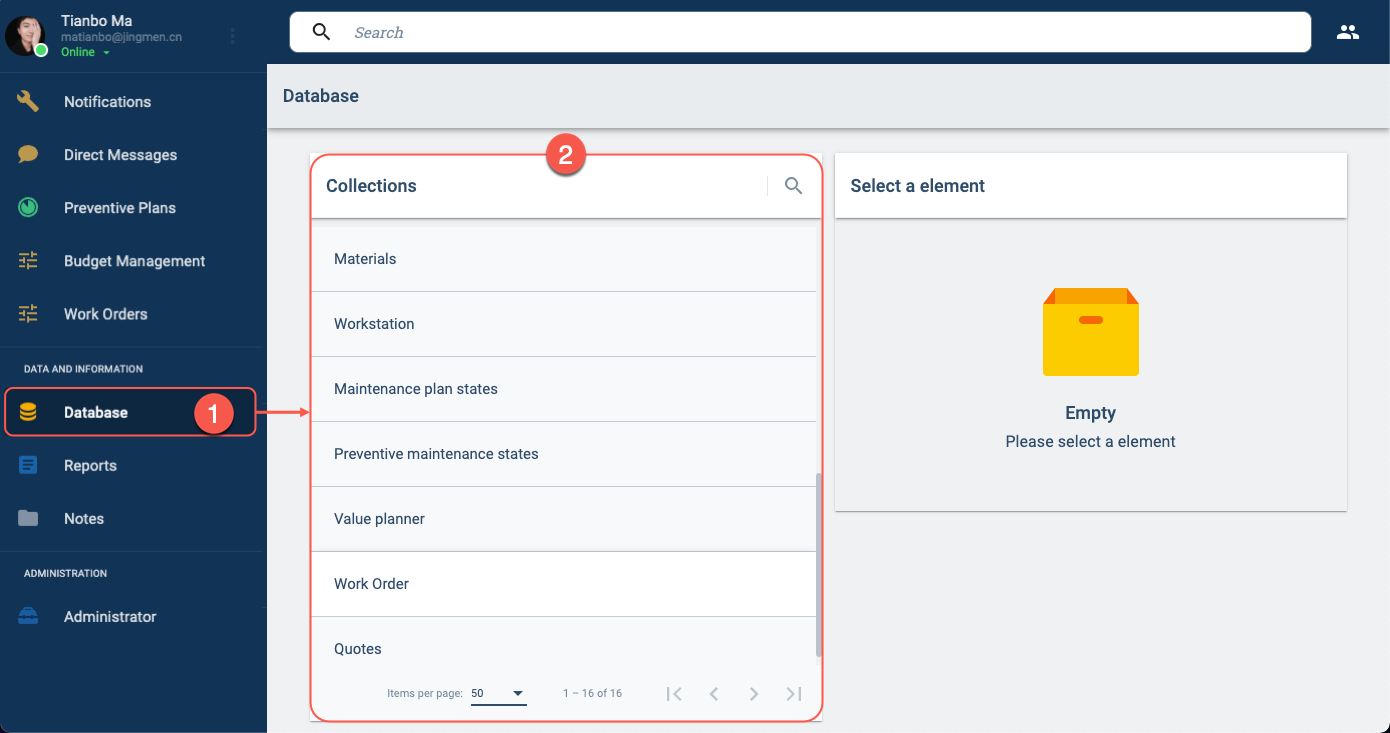 Tianbo Ma
matianbo@jingmen.cn
Online
Search
Notifications
Direct Messages
Preventive Plans
Budget Management
Work Orders
DATA AND INFORMATION
Database
1
Reports
Notes
ADMINISTRATION
Administrator
Database
2
Collections
Materials
Workstation
Maintenance plan states
Preventive maintenance states
Value planner
Work Order
Quotes
Items per page: 50
1 – 16 of 16
Select a element
Empty
Please select a element